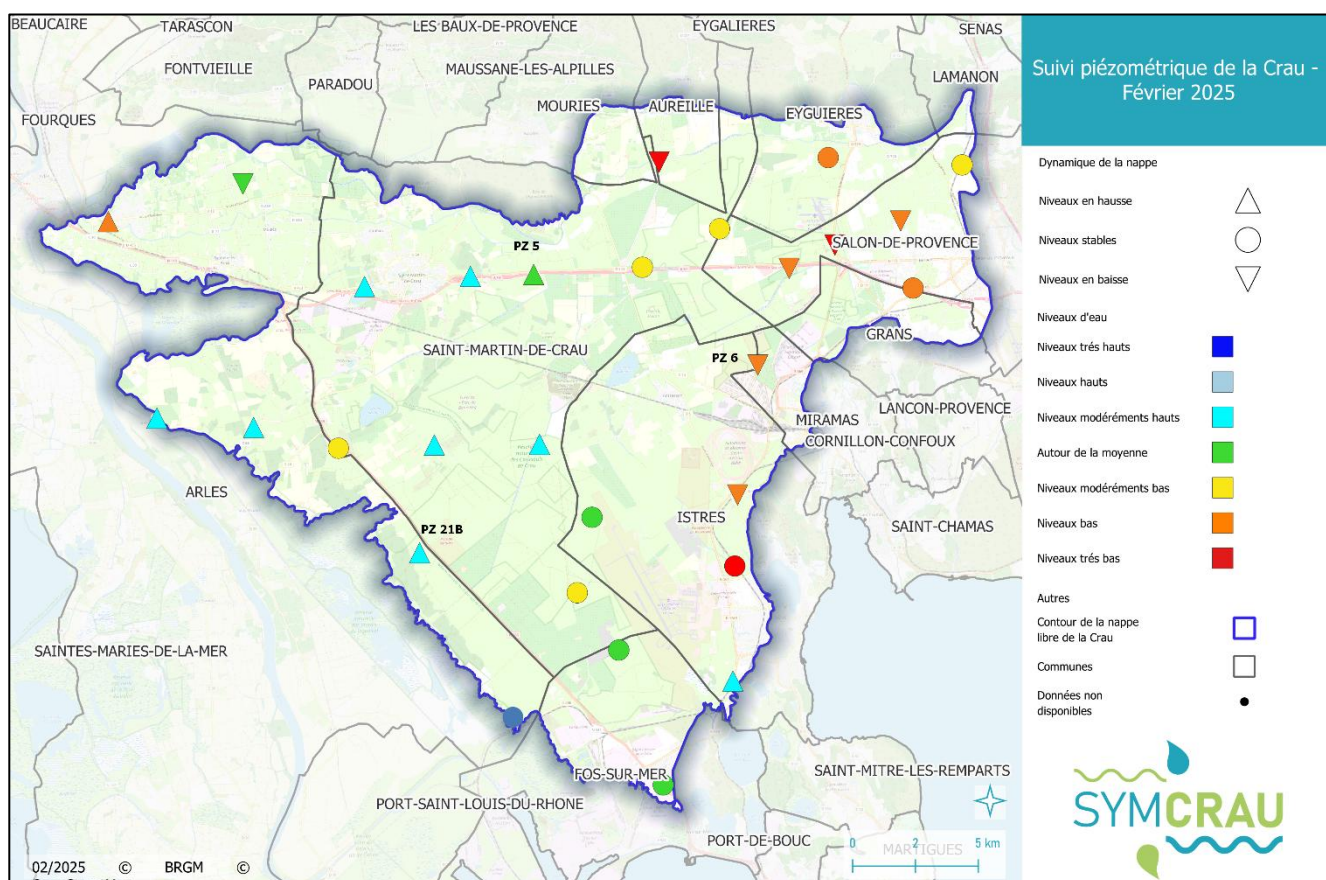 BEAUCAIRE
TARASCON
LES BAUX-DE-PROVENCE
EYGALIERES
SENAS
FONTVIEILLE
MAUSSANE-LES-ALPILLES
PARADOU
LAMANON
MOURIES
AUREILLE
EYGUIERES
FOURQUES
SALON-DE-PROVENCE
PZ 5
GRANS
SAINT-MARTIN-DE-CRAU
PZ 6
LANCON-PROVENCE
MIRAMAS
CORNILLON-CONFOUX
ARLES
ISTRES
SAINT-CHAMAS
PZ 21B
SAINTES-MARIES-DE-LA-MER
FOS-SUR-MER
SAINT-MITRE-LES-REMPARTS
PORT-SAINT-LOUIS-DU-RHONE
PORT-DE-BOUC
MARTIGUES
0 2 5 km
02/2025 © BRGM ©
Suivi piézométrique de la Crau -
Février 2025
Dynamique de la nappe
Niveaux en hausse
Niveaux stables
Niveaux en baisse
Niveaux d'eau
Niveaux trés hauts
Niveaux hauts
Niveaux modéréments hauts
Autour de la moyenne
Niveaux modéréments bas
Niveaux bas
Niveaux trés bas
Autres
Contour de la nappe
libre de la Crau
Communes
Données non
disponibles
SYMCRAU